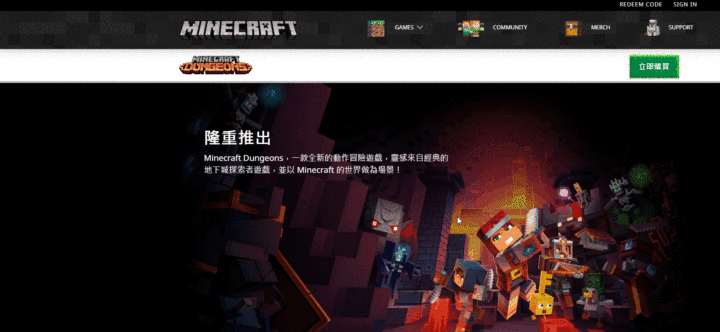 REDEEM CODE SIGN IN
MINECRAFT GAMES COMMUNITY MERCH SUPPORT
MINECRAFT
DUNGEONS
立即購買
隆重推出
Minecraft Dungeons，一款全新的動作冒險遊戲，靈感來自經典的
地下城探索者遊戲，並以 Minecraft 的世界做為場景！